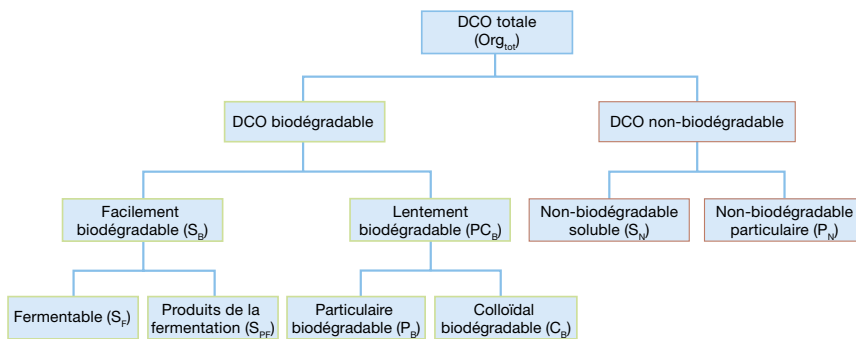 DCO totale
(Org_tot)
DCO biodégradable
DCO non-biodégradable
Facilement
biodégradable (S_B)
Lentement
biodégradable (PC_B)
Non-biodégradable
soluble (S_N)
Non-biodégradable
particulaire (P_N)
Fermentable (S_F)
Produits de la
fermentation (S_PF)
Particulaire
biodégradable (P_B)
Colloïdal
biodégradable (C_B)